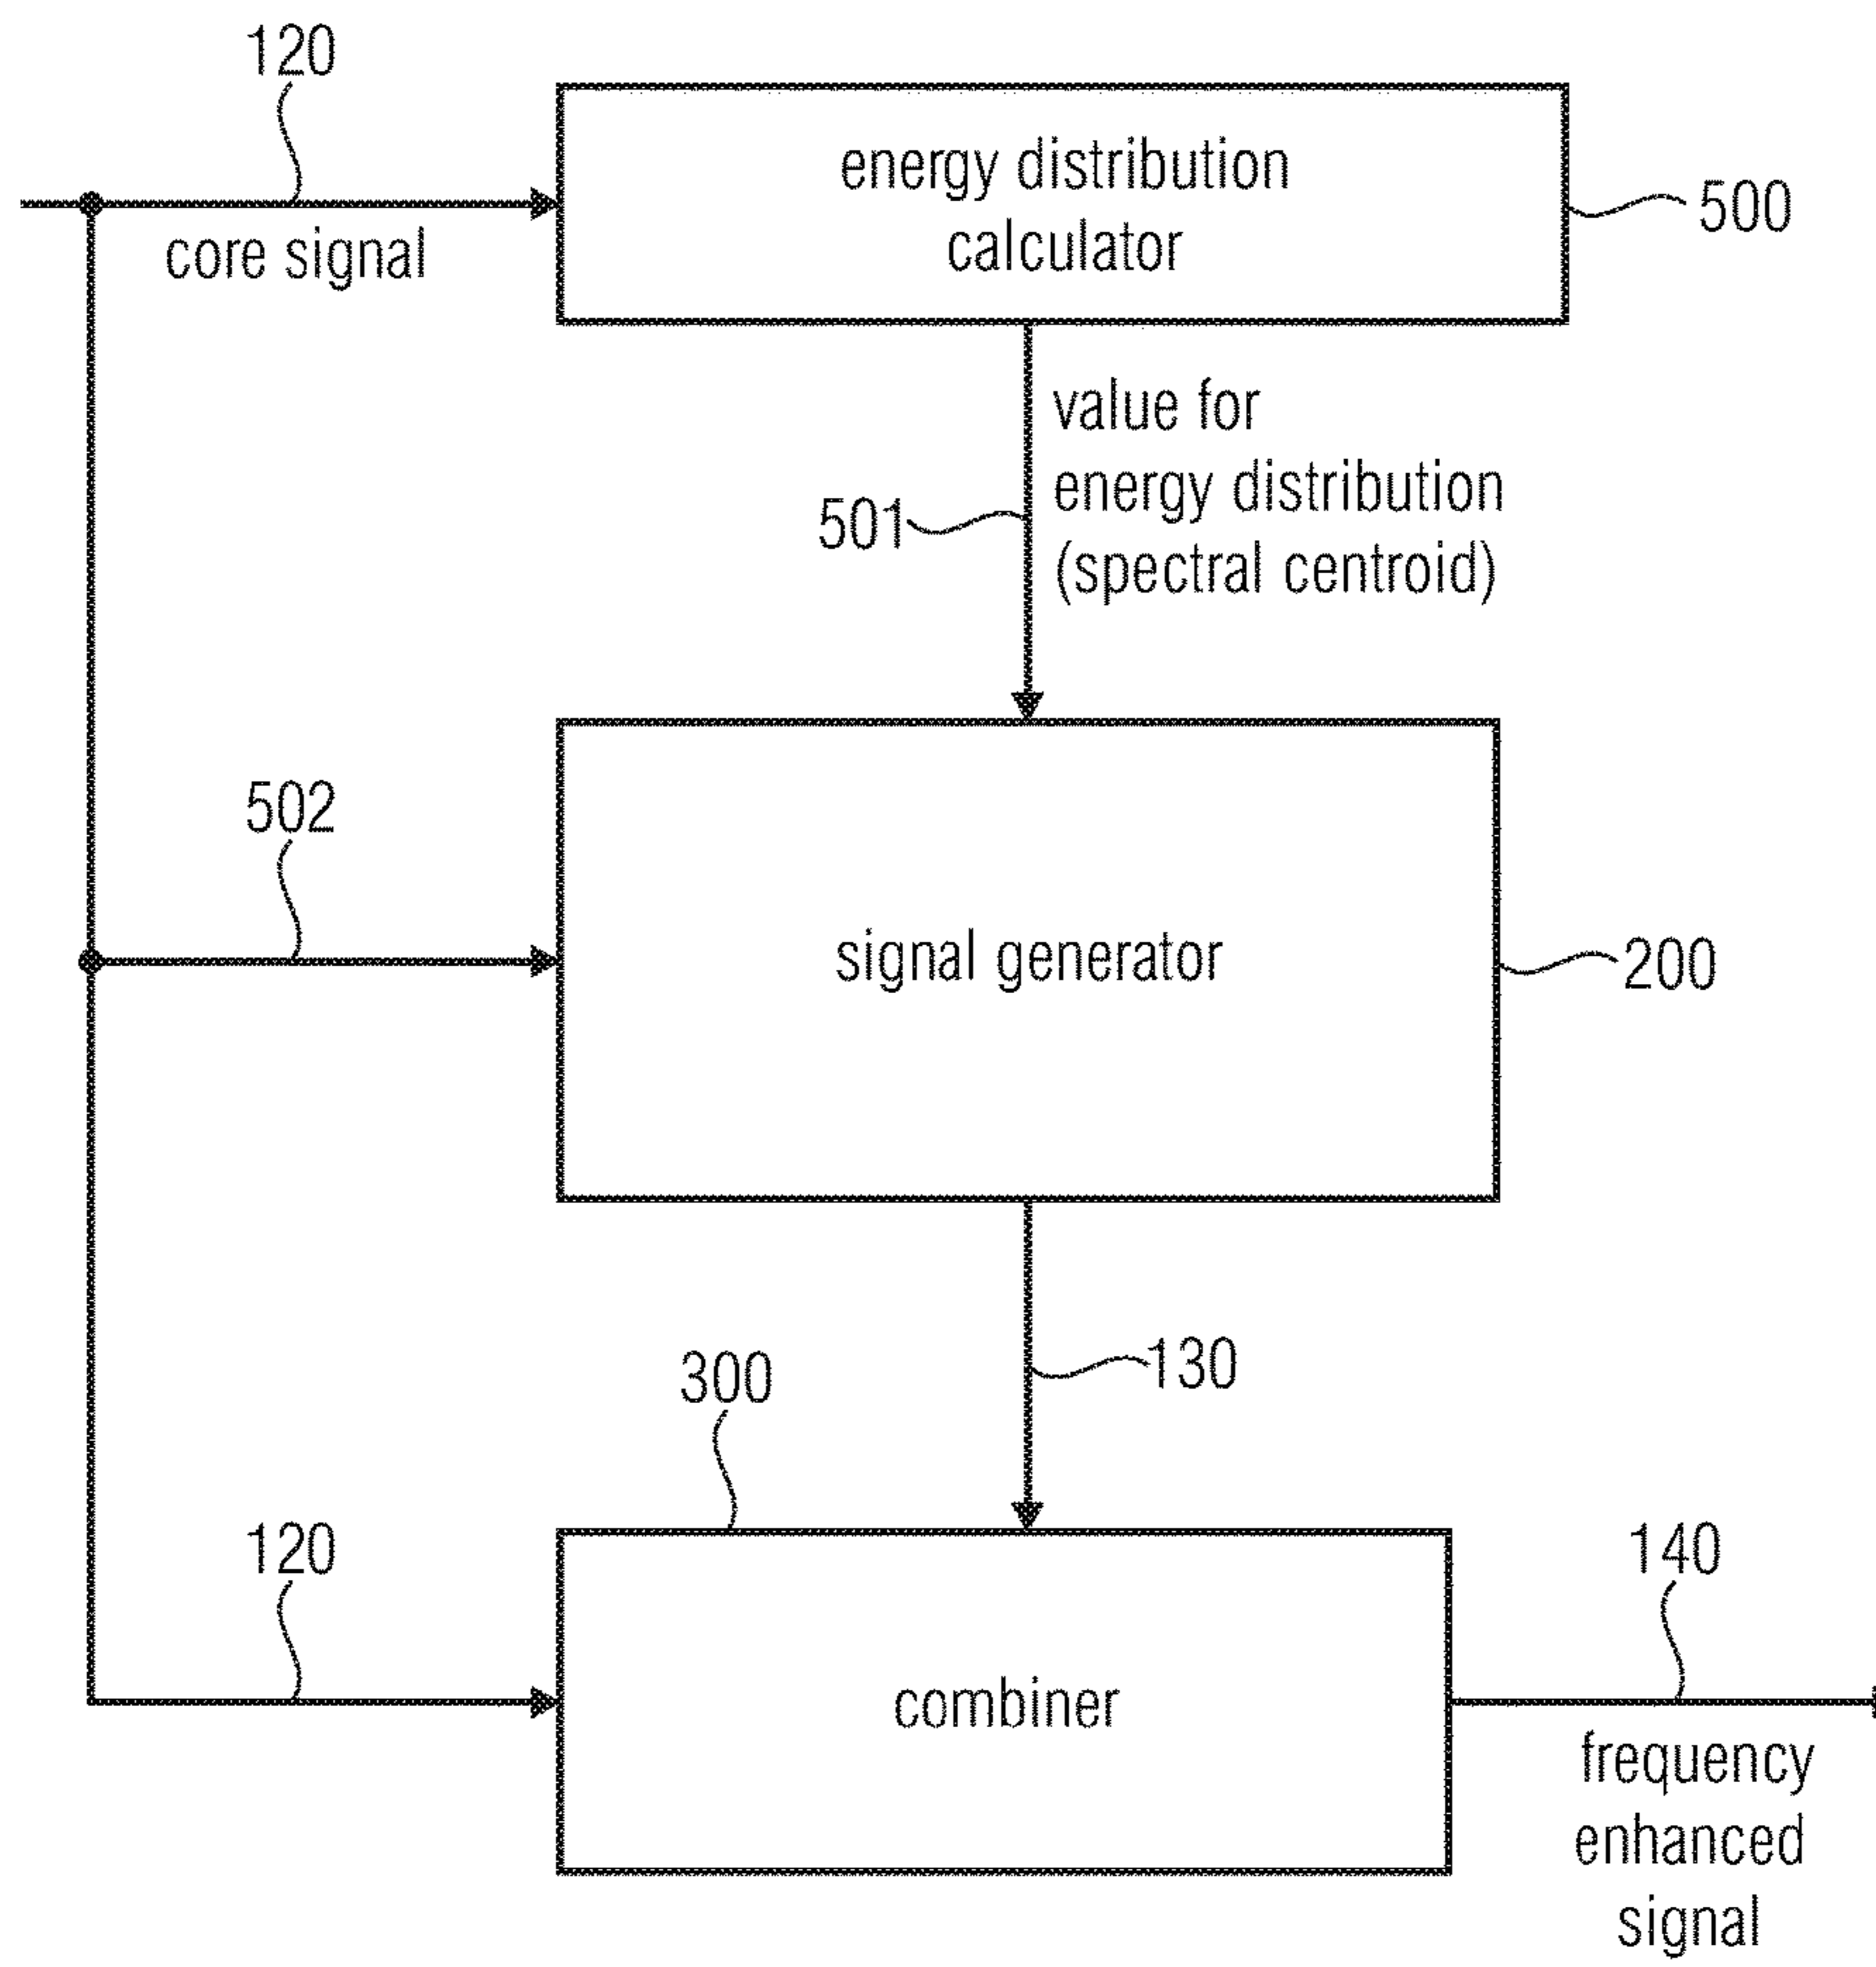 120
energy distribution
calculator
500
core signal
value for
energy distribution
(spectral centroid)
501
502
signal generator
200
130
300
120
combiner
140
frequency
enhanced
signal